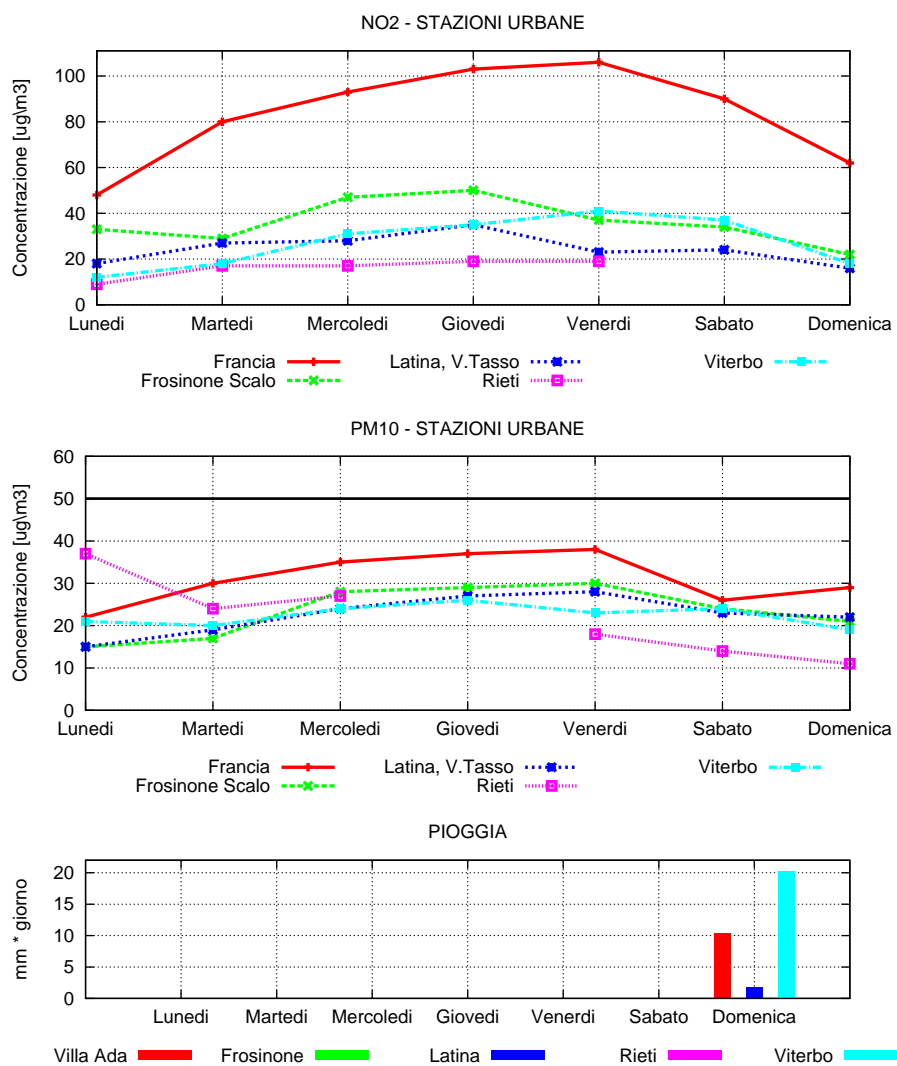 NO2 - STAZIONI URBANE
Concentrazione [ug\m3]
100
80
60
40
20
0
Lunedi Martedi Mercoledi Giovedi Venerdi Sabato Domenica
Francia Latina, V.Tasso Viterbo
Frosinone Scalo Rieti
PM10 - STAZIONI URBANE
Concentrazione [ug\m3]
60
50
40
30
20
10
0
Lunedi Martedi Mercoledi Giovedi Venerdi Sabato Domenica
Francia Latina, V.Tasso Viterbo
Frosinone Scalo Rieti
PIOGGIA
mm * giorno
20
15
10
5
0
Lunedi Martedi Mercoledi Giovedi Venerdi Sabato Domenica
Villa Ada Frosinone Latina Rieti Viterbo